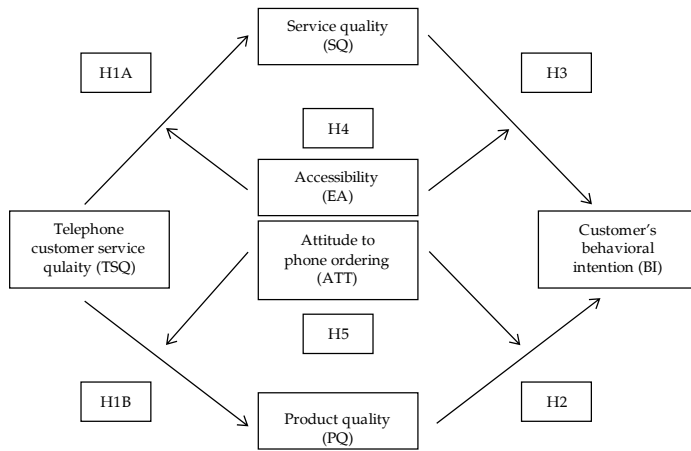 Service quality
(SQ)
H1A
H3
H4
Accessibility
(EA)
Telephone
customer service
qulaity (TSQ)
Attitude to
phone ordering
(ATT)
Customer's
behavioral
intention (BI)
H5
H1B
H2
Product quality
(PQ)